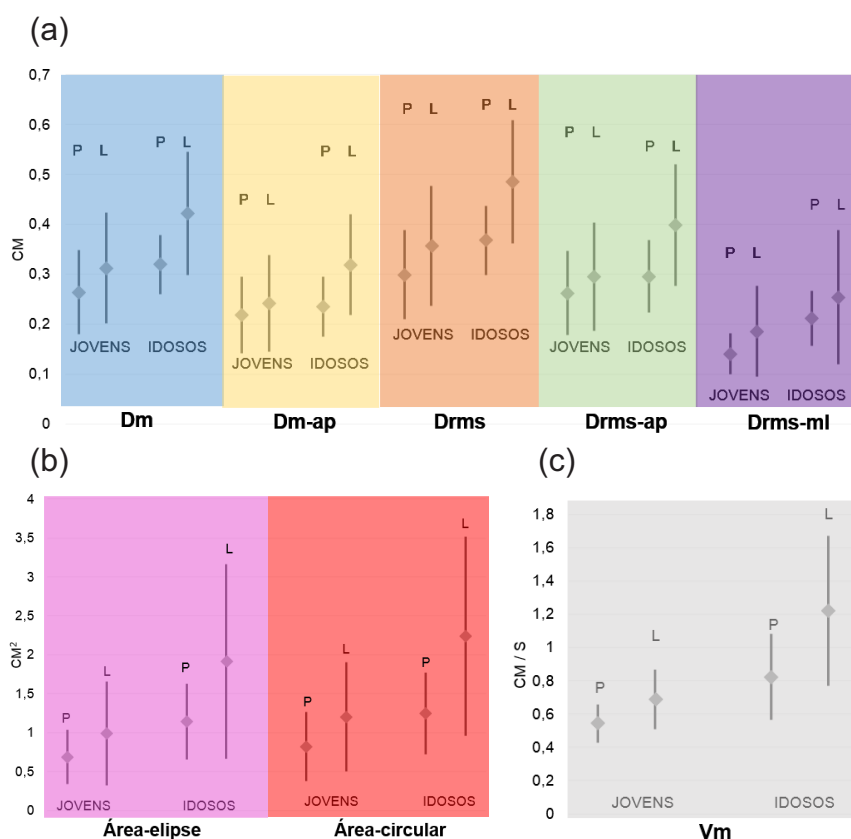 (a)
0,7
0,6
0,5
0,4
0,3
0,2
0,1
0
CM
P L P L
JOVENS IDOSOS
Dm
P L P L
JOVENS IDOSOS
Dm-ap
P L P L
JOVENS IDOSOS
Drms
P L P L
JOVENS IDOSOS
Drms-ap
P L P L
JOVENS IDOSOS
Drms-ml
(b)
4
3,5
3
2,5
2
1,5
1
0,5
0
CM²
P L P L
JOVENS IDOSOS
Área-elipse
P L P L
JOVENS IDOSOS
Área-circular
(c)
1,8
1,6
1,4
1,2
1
0,8
0,6
0,4
0,2
0
CM / S
P L P L
JOVENS IDOSOS
Vm